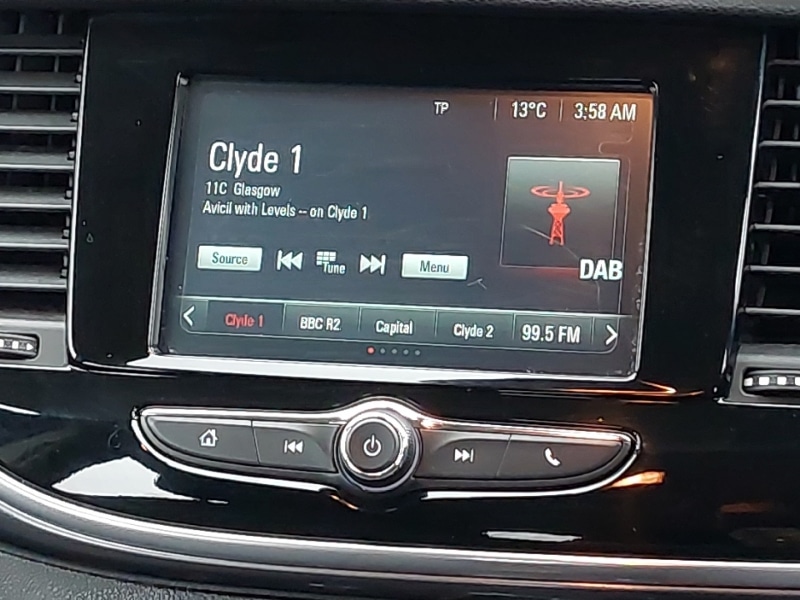 TP 13°C 3:58 AM
Clyde 1
11C Glasgow
Avicii with Levels -- on Clyde 1
Source Tune Menu
DAB
Clyde 1 BBC R2 Capital Clyde 2 99.5 FM